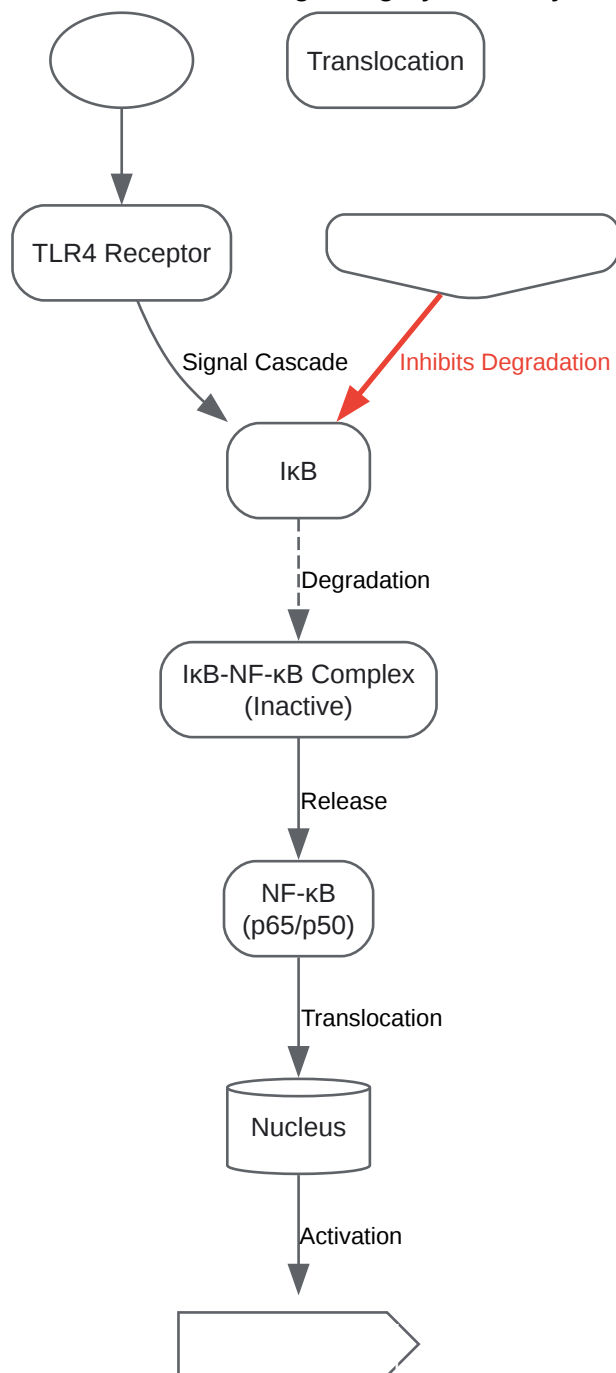 Translocation
TLR4 Receptor
Signal Cascade
Inhibits Degradation
IκB
Degradation
IκB-NF-κB Complex
(Inactive)
Release
NF-κB
(p65/p50)
Translocation
Nucleus
Activation